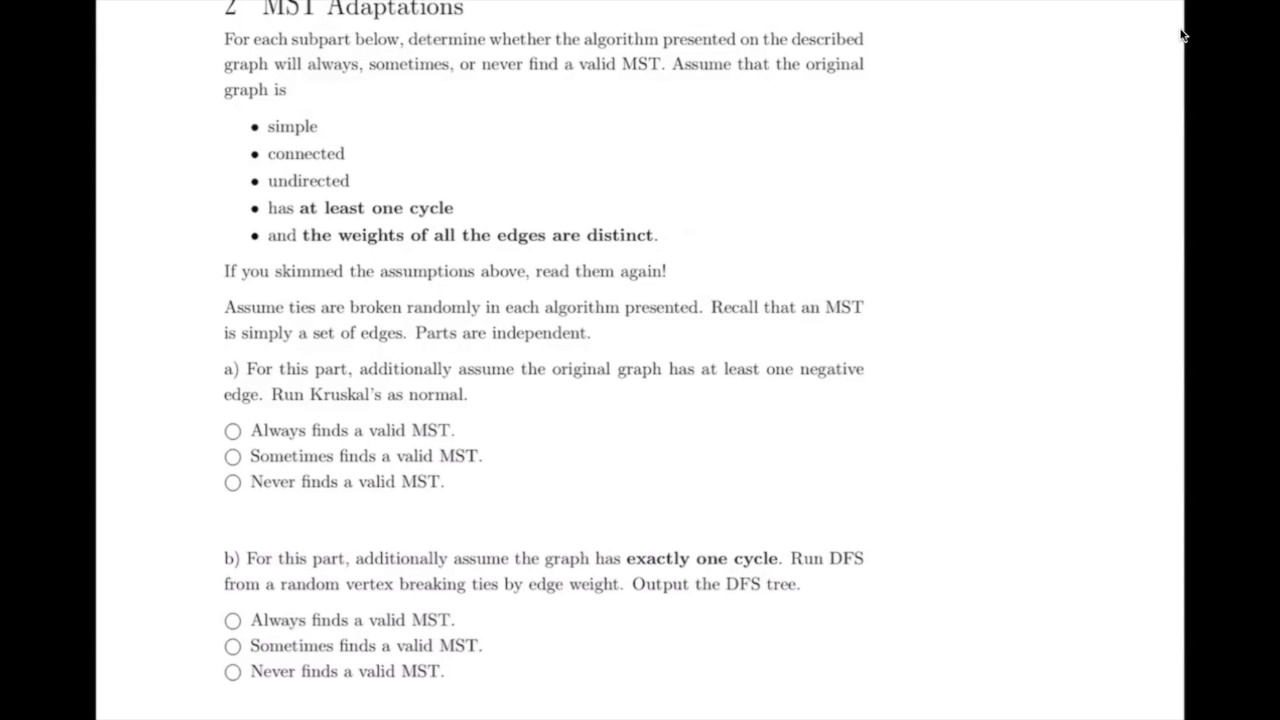 2 MST Adaptations
For each subpart below, determine whether the algorithm presented on the described
graph will always, sometimes, or never find a valid MST. Assume that the original
graph is
• simple
• connected
• undirected
• has at least one cycle
• and the weights of all the edges are distinct.
If you skimmed the assumptions above, read them again!
Assume ties are broken randomly in each algorithm presented. Recall that an MST
is simply a set of edges. Parts are independent.
a) For this part, additionally assume the original graph has at least one negative
edge. Run Kruskal's as normal.
Always finds a valid MST.
Sometimes finds a valid MST.
Never finds a valid MST.
b) For this part, additionally assume the graph has exactly one cycle. Run DFS
from a random vertex breaking ties by edge weight. Output the DFS tree.
Always finds a valid MST.
Sometimes finds a valid MST.
Never finds a valid MST.